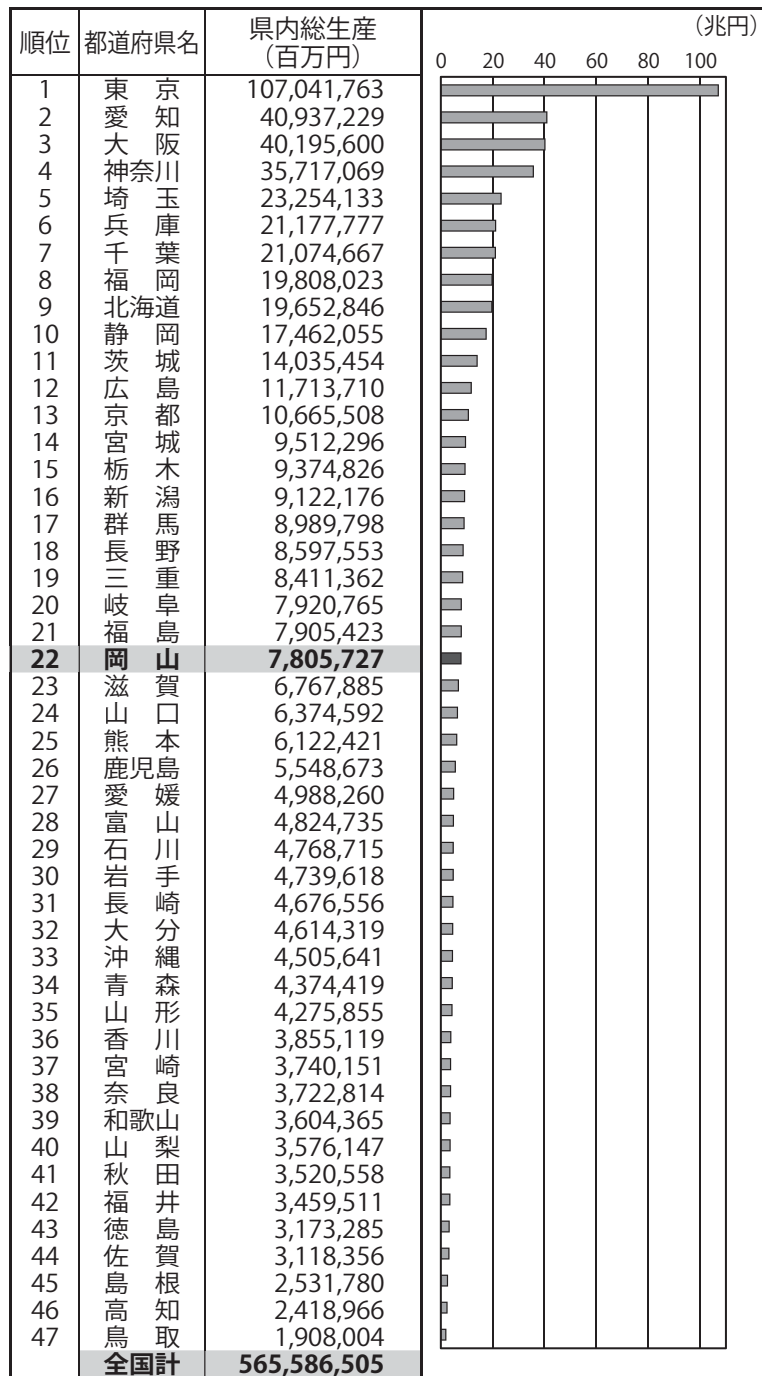 順位 都道府県名 県内総生産（百万円） （兆円）
0 20 40 60 80 100
1 東京 107,041,763
2 愛知 40,937,229
3 大阪 40,195,600
4 神奈川 35,717,069
5 埼玉 23,254,133
6 兵庫 21,177,777
7 千葉 21,074,667
8 福岡 19,808,023
9 北海道 19,652,846
10 静岡 17,462,055
11 茨城 14,035,454
12 広島 11,713,710
13 京都 10,665,508
14 宮城 9,512,296
15 栃木 9,374,826
16 新潟 9,122,176
17 群馬 8,989,798
18 長野 8,597,553
19 三重 8,411,362
20 岐阜 7,920,765
21 福島 7,905,423
22 岡山 7,805,727
23 滋賀 6,767,885
24 山口 6,374,592
25 熊本 6,122,421
26 鹿児島 5,548,673
27 愛媛 4,988,260
28 富山 4,824,735
29 石川 4,768,715
30 岩手 4,739,618
31 長崎 4,676,556
32 大分 4,614,319
33 沖縄 4,505,641
34 青森 4,374,419
35 山形 4,275,855
36 香川 3,855,119
37 宮崎 3,740,151
38 奈良 3,722,814
39 和歌山 3,604,365
40 山梨 3,576,147
41 秋田 3,520,558
42 福井 3,459,511
43 徳島 3,173,285
44 佐賀 3,118,356
45 島根 2,531,780
46 高知 2,418,966
47 鳥取 1,908,004
全国計 565,586,505